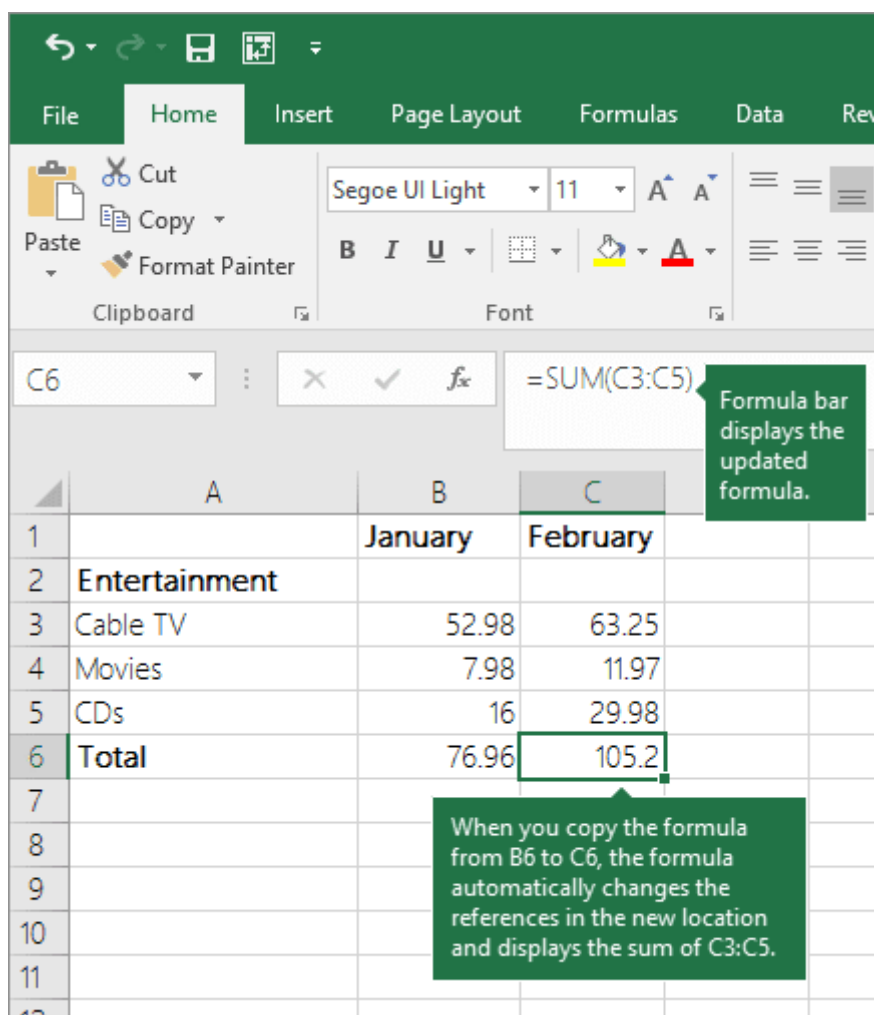 File Home Insert Page Layout Formulas Data Rev
Cut
Copy
Paste
Format Painter
Clipboard
Segoe UI Light 11 A A
B I U A
Font
C6 fx =SUM(C3:C5)
Formula bar
displays the
updated
formula.
A B C
1 January February
2 Entertainment
3 Cable TV 52.98 63.25
4 Movies 7.98 11.97
5 CDs 16 29.98
6 Total 76.96 105.2
7
8
9
10
11
When you copy the formula
from B6 to C6, the formula
automatically changes the
references in the new location
and displays the sum of C3:C5.